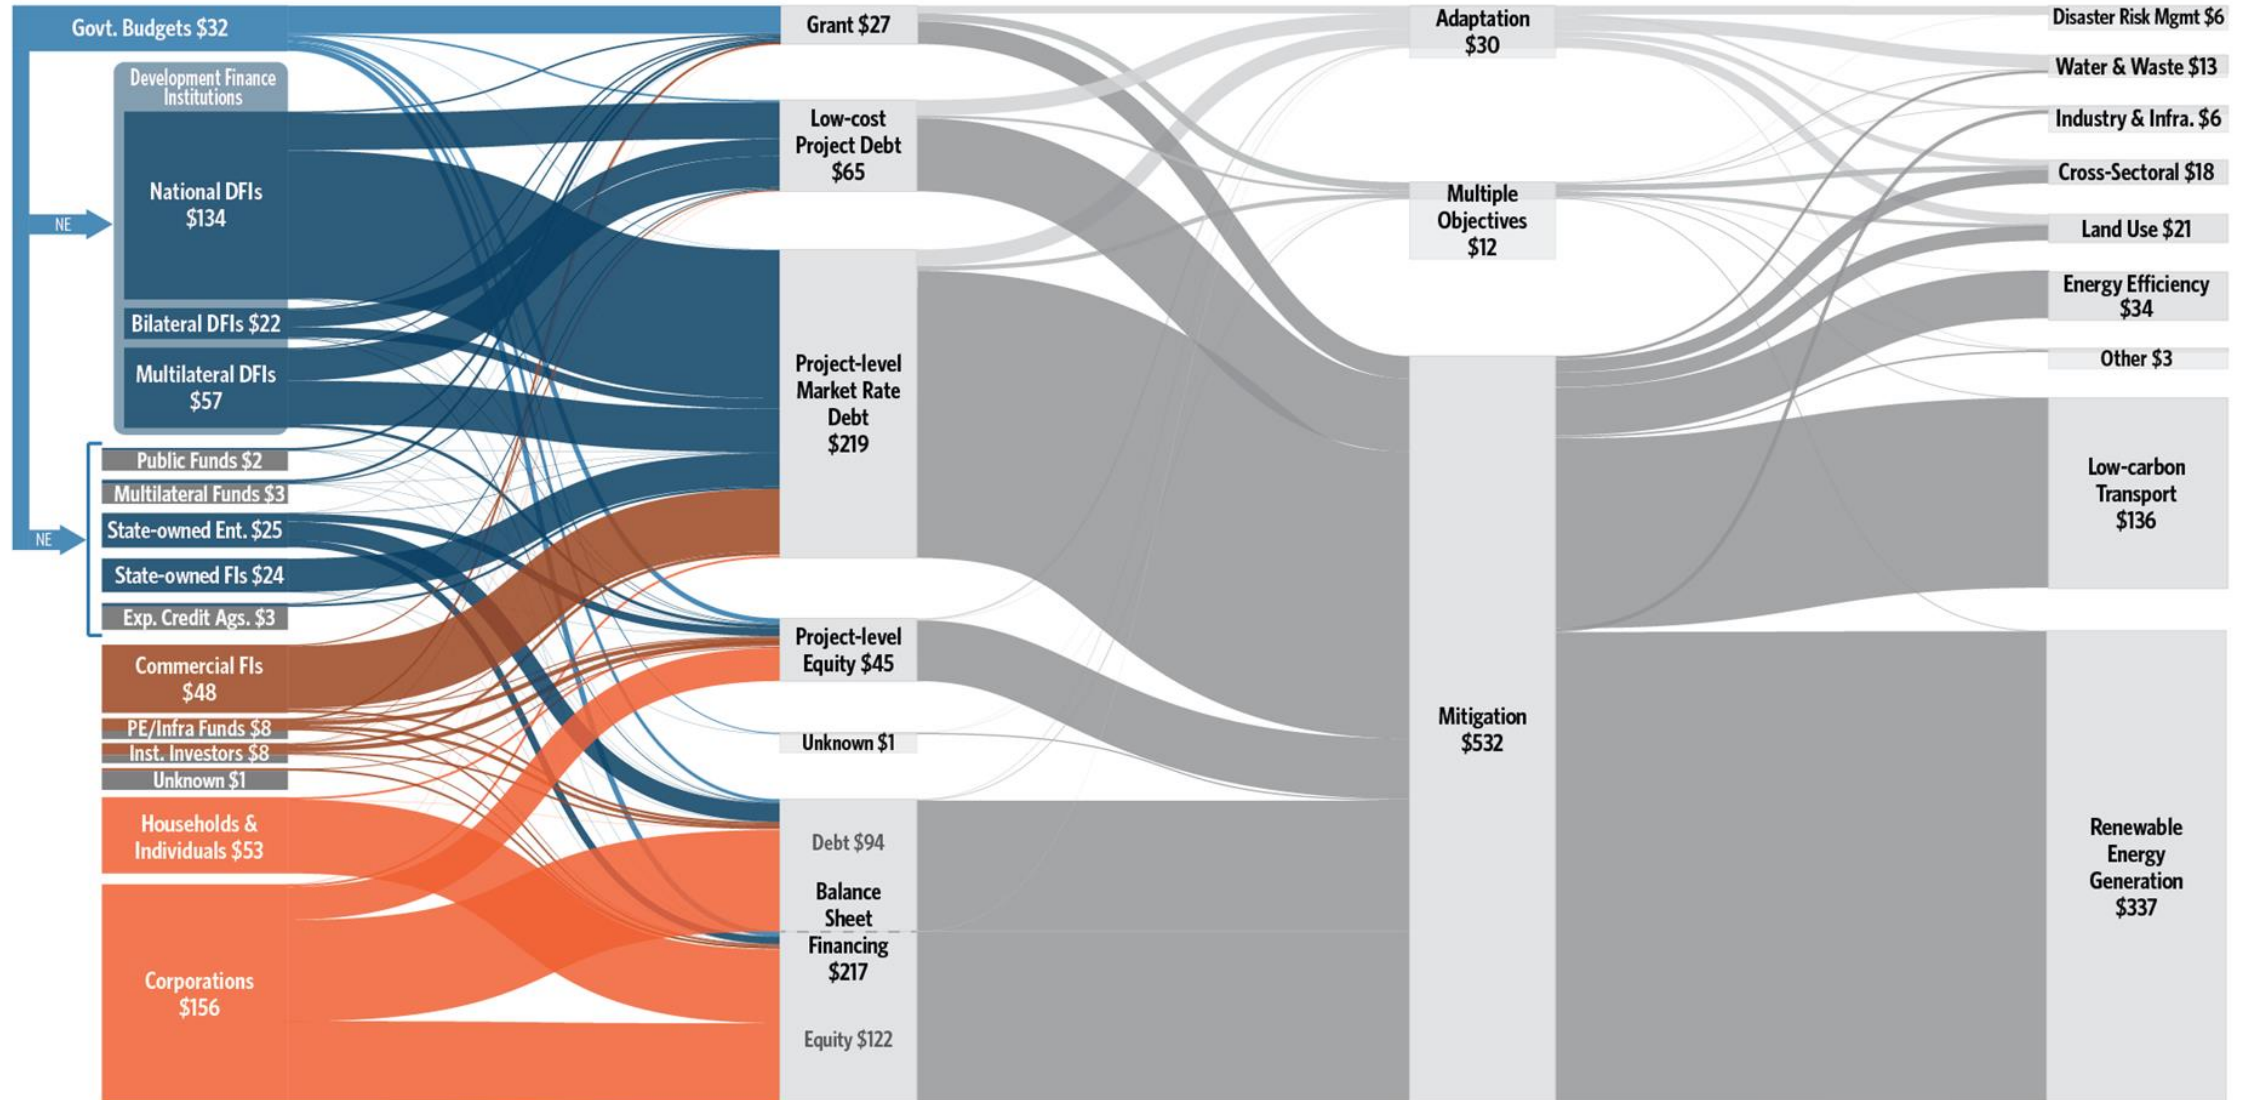 Govt. Budgets $32
Development Finance
Institutions
National DFIs
$134
NE
Bilateral DFIs $22
Multilateral DFIs
$57
Public Funds $2
Multilateral Funds $3
State-owned Ent. $25
NE
State-owned FIs $24
Exp. Credit Ags. $3
Commercial FIs
$48
PE/Infra Funds $8
Inst. Investors $8
Unknown $1
Households &
Individuals $53
Corporations
$156
Grant $27
Low-cost
Project Debt
$65
Project-level
Market Rate
Debt
$219
Project-level
Equity $45
Unknown $1
Debt $94
Balance
Sheet
Financing
$217
Equity $122
Adaptation
$30
Multiple
Objectives
$12
Mitigation
$532
Disaster Risk Mgmt $6
Water & Waste $13
Industry & Infra. $6
Cross-Sectoral $18
Land Use $21
Energy Efficiency
$34
Other $3
Low-carbon
Transport
$136
Renewable
Energy
Generation
$337